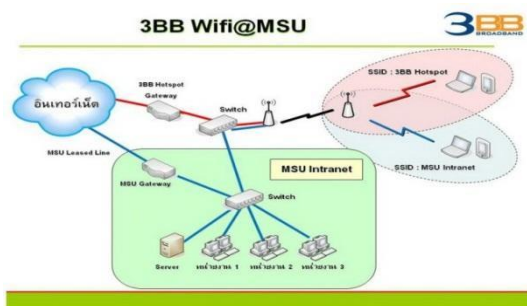 3BB Wifi@MSU
3BB
BROADBAND
SSID : 3BB Hotspot
3BB Hotspot
Gateway
อินเทอร์เน็ต
Switch
MSU Leased Line
MSU Intranet
SSID : MSU Intranet
MSU Gateway
Switch
Server
หน่วยงาน 1
หน่วยงาน 2
หน่วยงาน 3